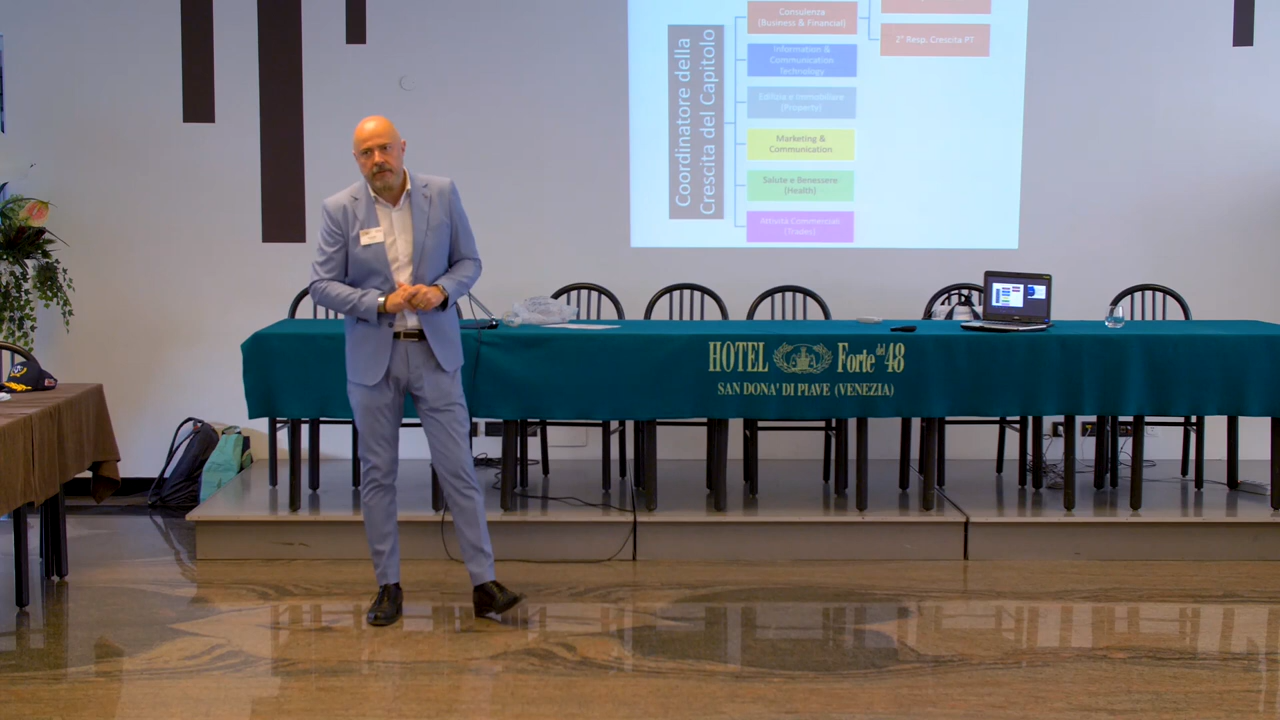 Coordinatore della
Crescita del Capitolo
Consulenza
[Business & Financial]
Information &
Communication
Technology
Edilizia e Immobiliare
[Property]
Marketing &
Communication
Salute e Benessere
[Health]
Attività Commerciali
[Trades]
2° Resp. Crescita PT
HOTEL Forte del 48
SAN DONA' DI PIAVE (VENEZIA)